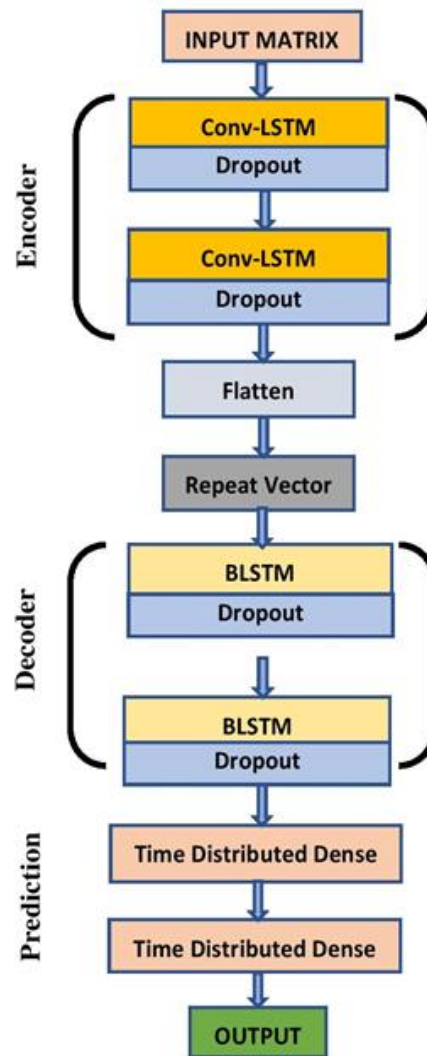 INPUT MATRIX
Encoder
Conv-LSTM
Dropout
Conv-LSTM
Dropout
Flatten
Repeat Vector
Decoder
BLSTM
Dropout
BLSTM
Dropout
Prediction
Time Distributed Dense
Time Distributed Dense
OUTPUT